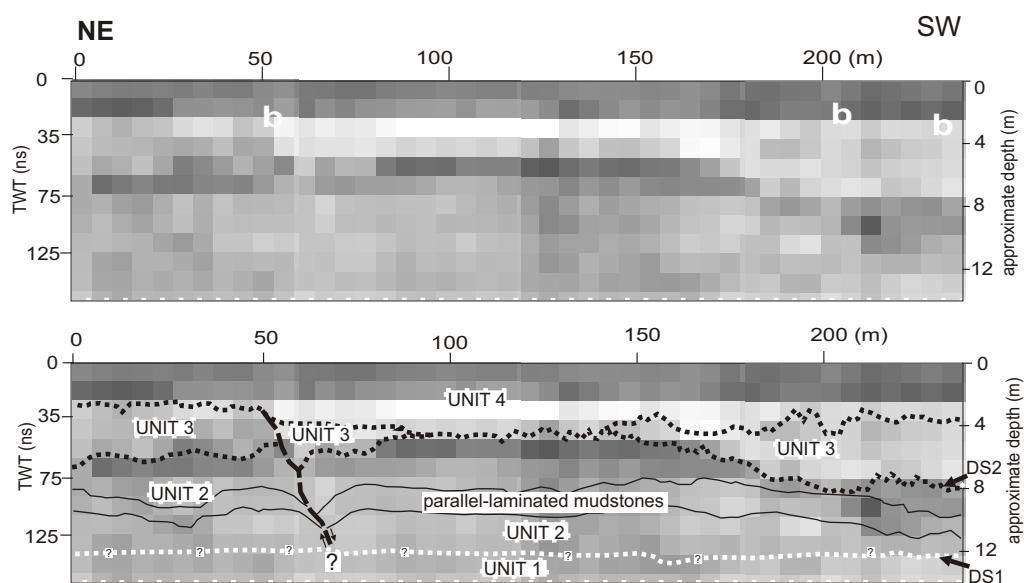 NE SW
0 50 100 150 200 (m)
0 0
b b b
35 4
75 8
125 12
TWT (ns) approximate depth (m)
0 50 100 150 200 (m)
0 0
UNIT 4
35 4
UNIT 3 UNIT 3 UNIT 3
DS2
75 8
UNIT 2 parallel-laminated mudstones
125 UNIT 2
12
? ? ? ? ? ? ?
?
UNIT 1 DS1
TWT (ns) approximate depth (m)